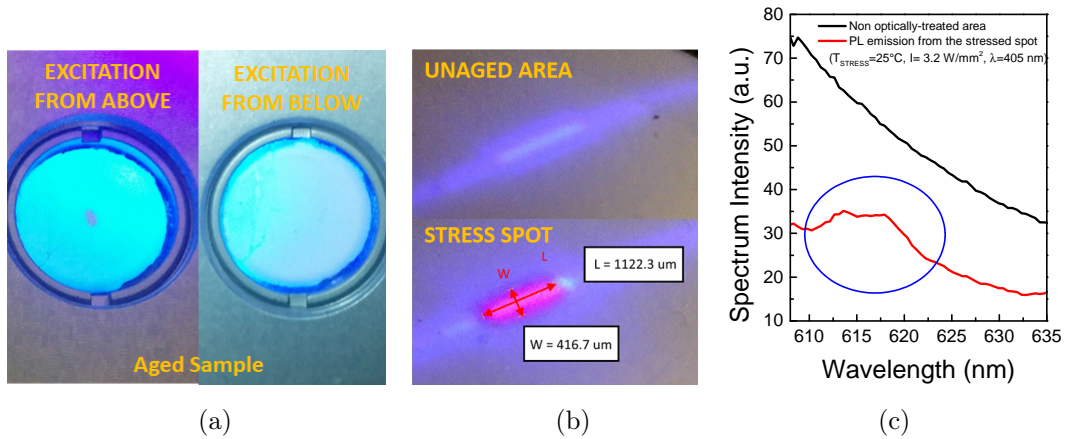 EXCITATION
FROM ABOVE
EXCITATION
FROM BELOW
Aged Sample
(a)
UNAGED AREA
STRESS SPOT
L
W
L = 1122.3 um
W = 416.7 um
(b)
Spectrum Intensity (a.u.)
80
70
60
50
40
30
20
10
Non optically-treated area
PL emission from the stressed spot
(T_STRESS=25°C, I= 3.2 W/mm², λ=405 nm)
610 615 620 625 630 635
Wavelength (nm)
(c)